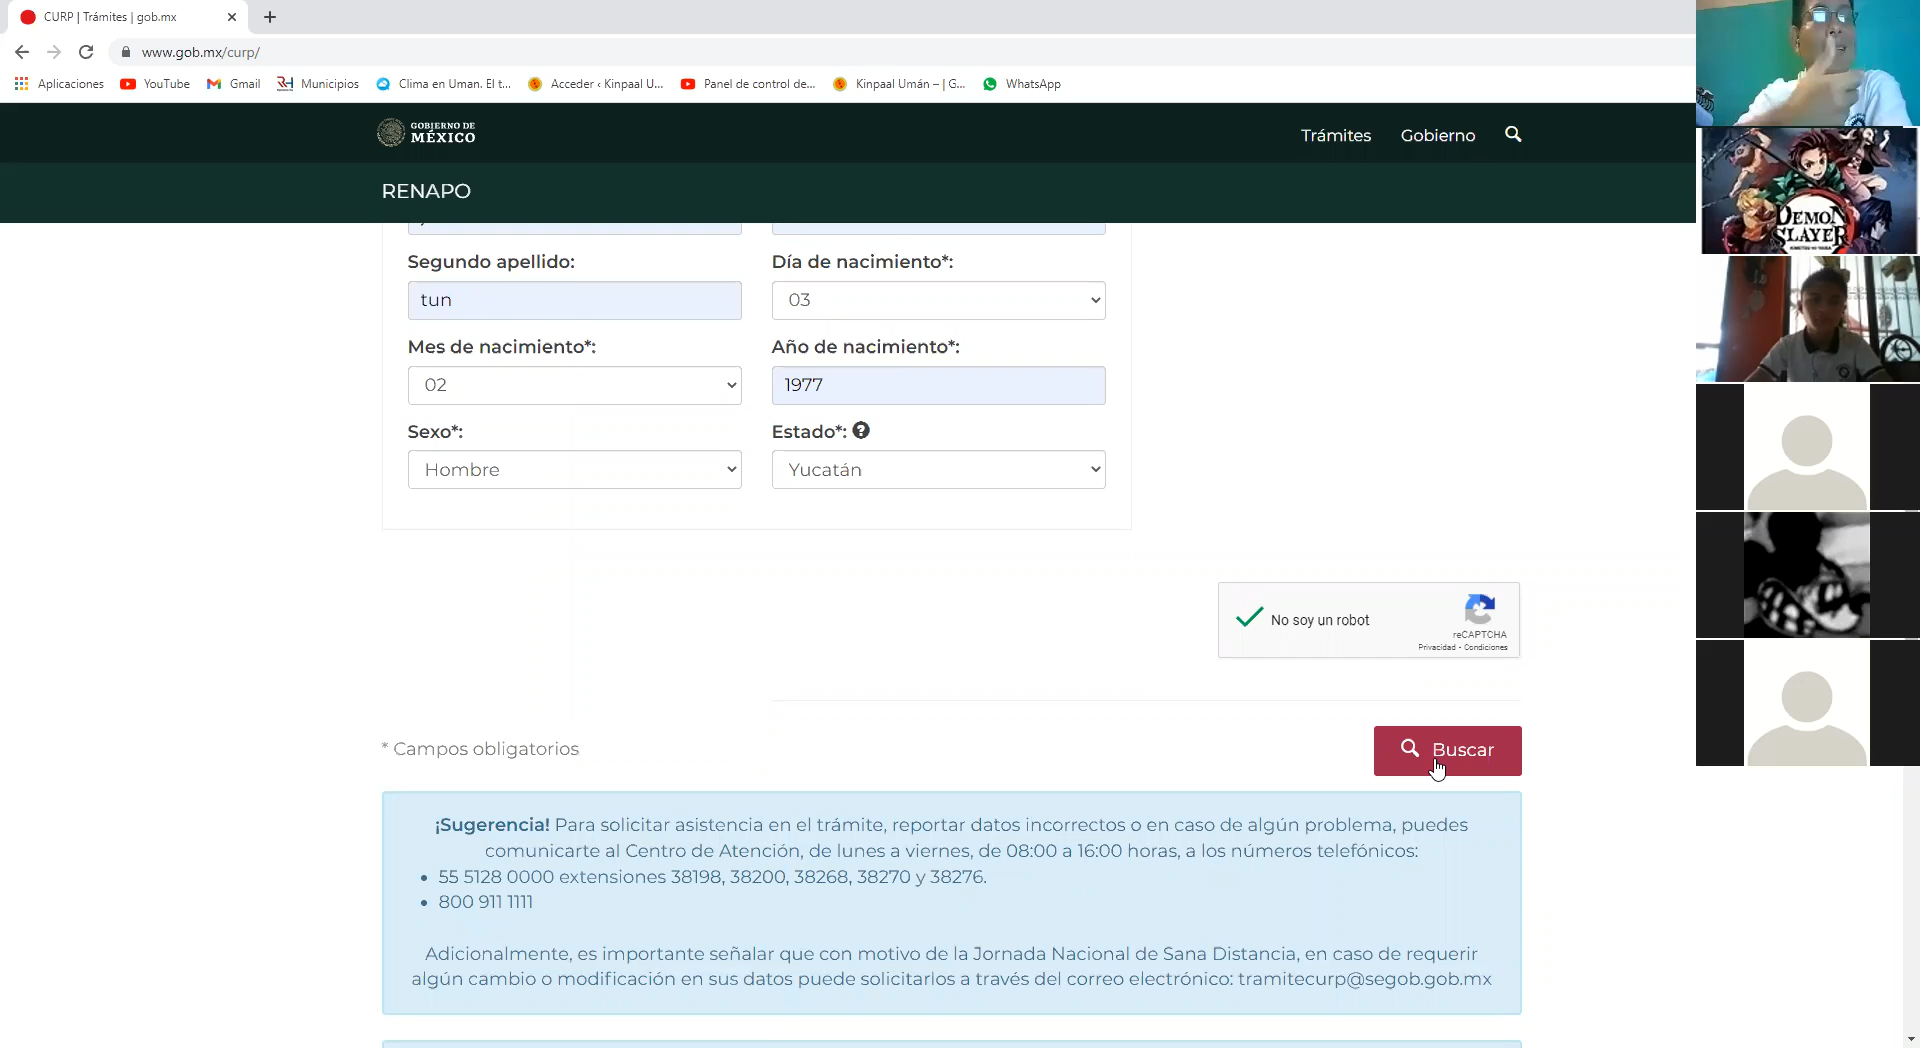 CURP | Trámites | gob.mx
www.gob.mx/curp/
Aplicaciones YouTube Gmail Municipios Clima en Uman. El t... Acceder ‹ Kinpaal U... Panel de control de... Kinpaal Umán – | G... WhatsApp
GOBIERNO DE
MÉXICO
Trámites Gobierno
RENAPO
DEMON
SLAYER
Segundo apellido: Día de nacimiento*:
tun 03
Mes de nacimiento*: Año de nacimiento*:
02 1977
Sexo*: Estado*:
Hombre Yucatán
No soy un robot
reCAPTCHA
Privacidad - Condiciones
* Campos obligatorios
Buscar
¡Sugerencia! Para solicitar asistencia en el trámite, reportar datos incorrectos o en caso de algún problema, puedes
comunicarte al Centro de Atención, de lunes a viernes, de 08:00 a 16:00 horas, a los números telefónicos:
• 55 5128 0000 extensiones 38198, 38200, 38268, 38270 y 38276.
• 800 911 1111
Adicionalmente, es importante señalar que con motivo de la Jornada Nacional de Sana Distancia, en caso de requerir
algún cambio o modificación en sus datos puede solicitarlos a través del correo electrónico: tramitecurp@segob.gob.mx